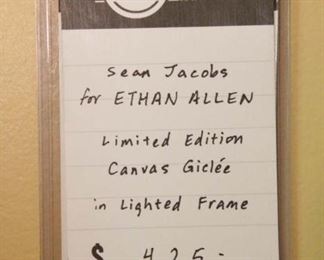 Sean Jacobs
for ETHAN ALLEN
Limited Edition
Canvas Giclée
in Lighted Frame
$ 425-